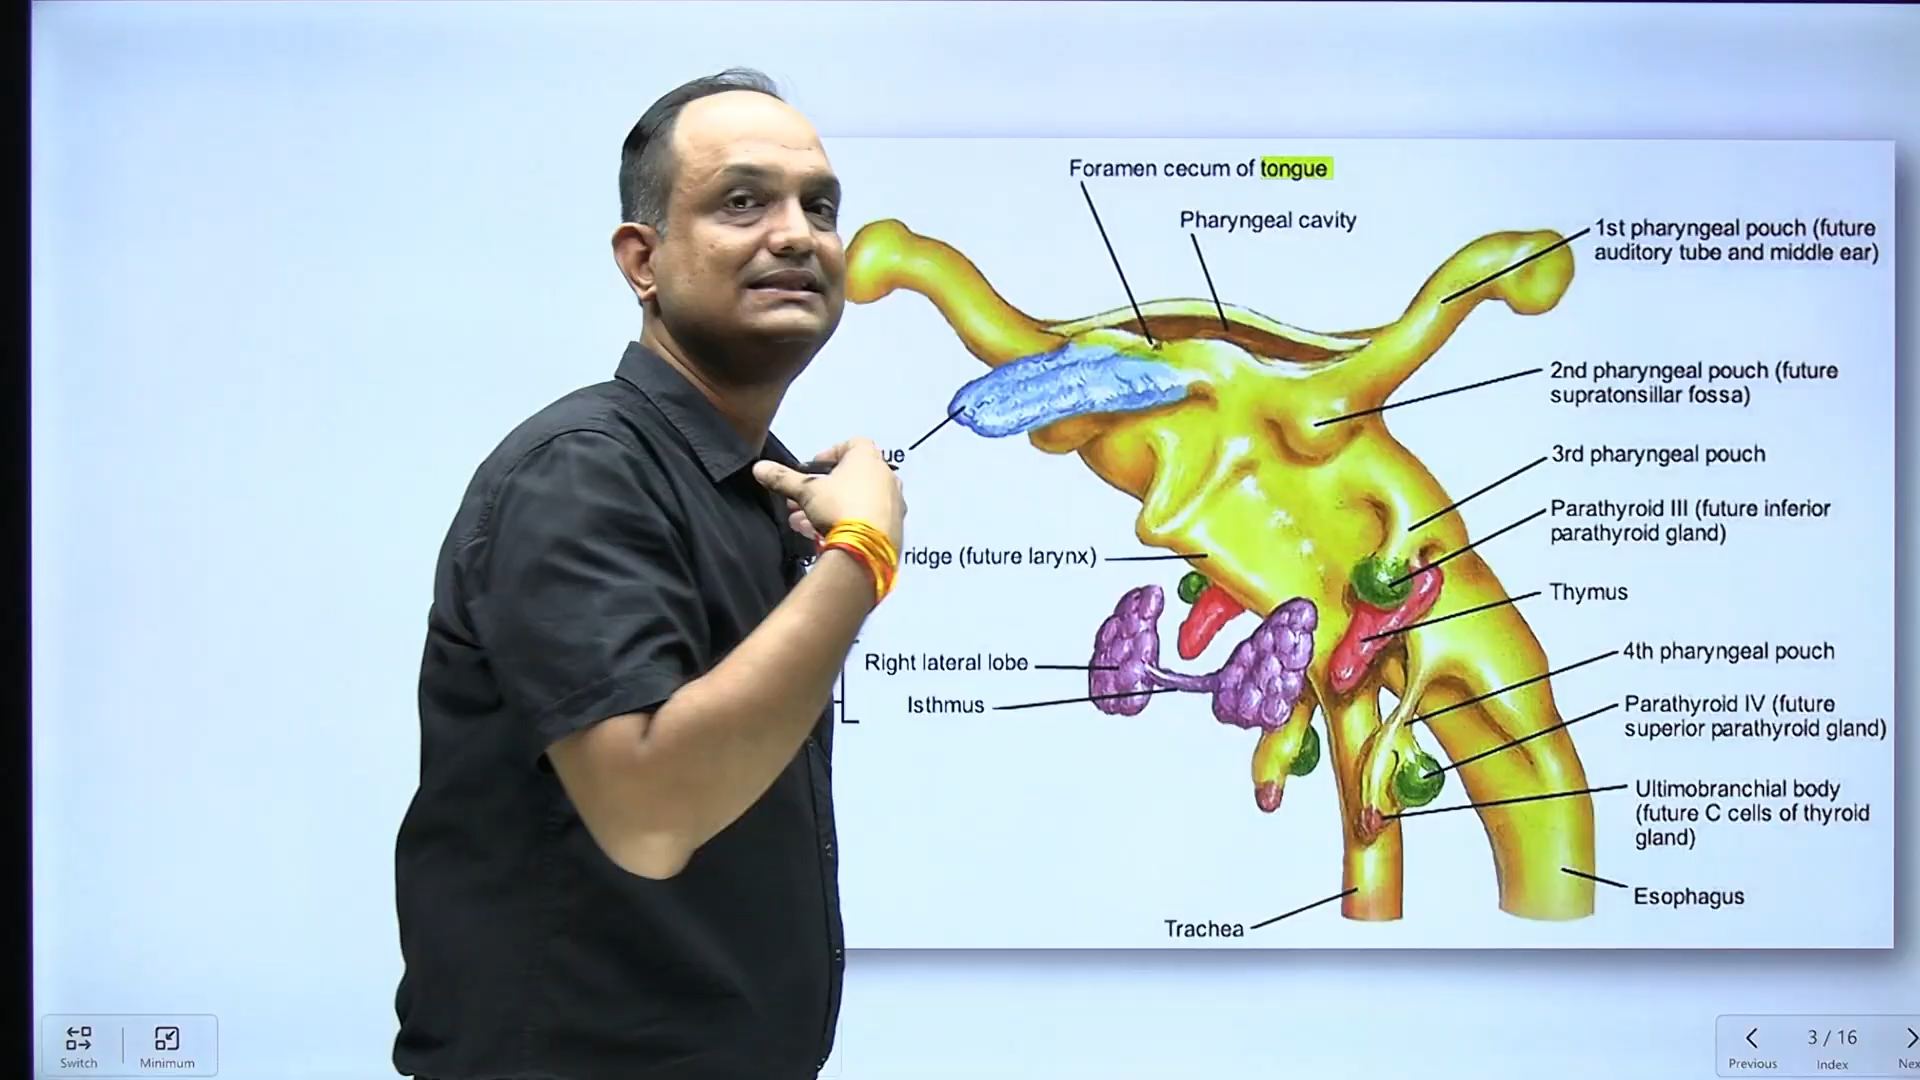 Foramen cecum of tongue
Pharyngeal cavity
1st pharyngeal pouch (future
auditory tube and middle ear)
2nd pharyngeal pouch (future
supratonsillar fossa)
3rd pharyngeal pouch
Parathyroid III (future inferior
parathyroid gland)
ridge (future larynx)
Thymus
Right lateral lobe
Isthmus
4th pharyngeal pouch
Parathyroid IV (future
superior parathyroid gland)
Ultimobranchial body
(future C cells of thyroid
gland)
Esophagus
Trachea
Switch
Minimum
Previous
3 / 16
Index